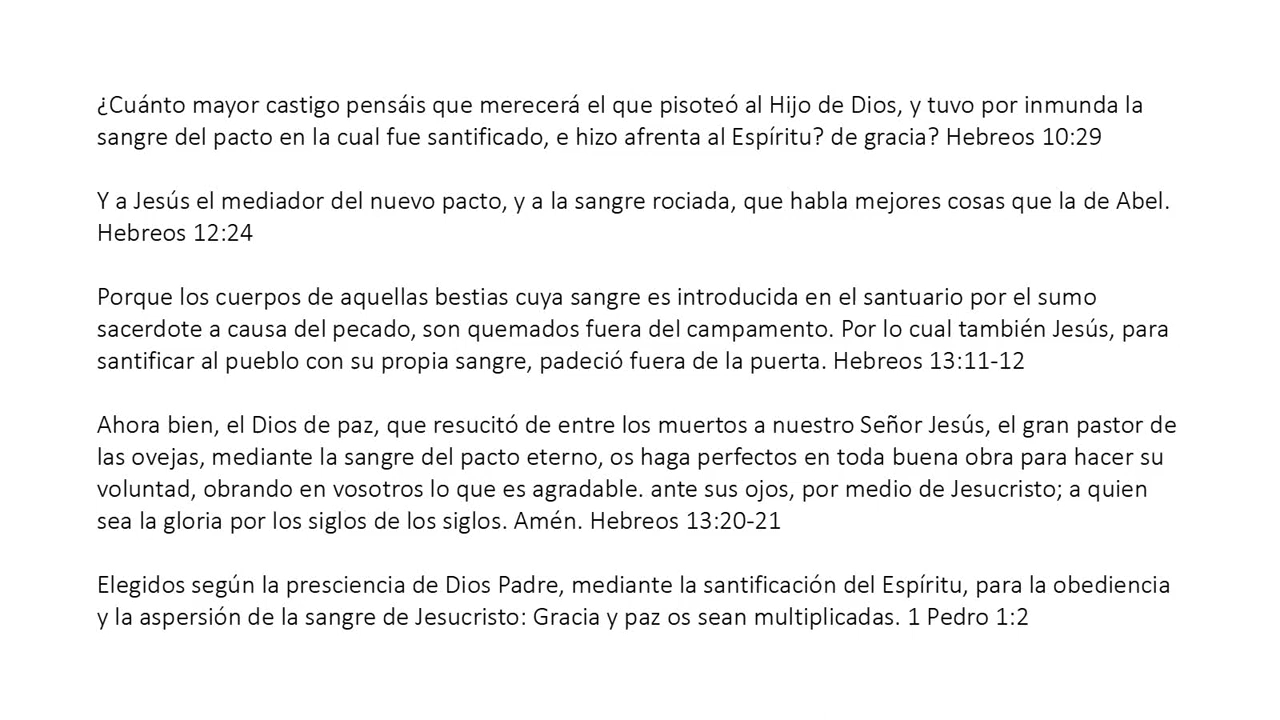 ¿Cuánto mayor castigo pensáis que merecerá el que pisoteó al Hijo de Dios, y tuvo por inmunda la
sangre del pacto en la cual fue santificado, e hizo afrenta al Espíritu? de gracia? Hebreos 10:29
Y a Jesús el mediador del nuevo pacto, y a la sangre rociada, que habla mejores cosas que la de Abel.
Hebreos 12:24
Porque los cuerpos de aquellas bestias cuya sangre es introducida en el santuario por el sumo
sacerdote a causa del pecado, son quemados fuera del campamento. Por lo cual también Jesús, para
santificar al pueblo con su propia sangre, padeció fuera de la puerta. Hebreos 13:11-12
Ahora bien, el Dios de paz, que resucitó de entre los muertos a nuestro Señor Jesús, el gran pastor de
las ovejas, mediante la sangre del pacto eterno, os haga perfectos en toda buena obra para hacer su
voluntad, obrando en vosotros lo que es agradable. ante sus ojos, por medio de Jesucristo; a quien
sea la gloria por los siglos de los siglos. Amén. Hebreos 13:20-21
Elegidos según la presciencia de Dios Padre, mediante la santificación del Espíritu, para la obediencia
y la aspersión de la sangre de Jesucristo: Gracia y paz os sean multiplicadas. 1 Pedro 1:2